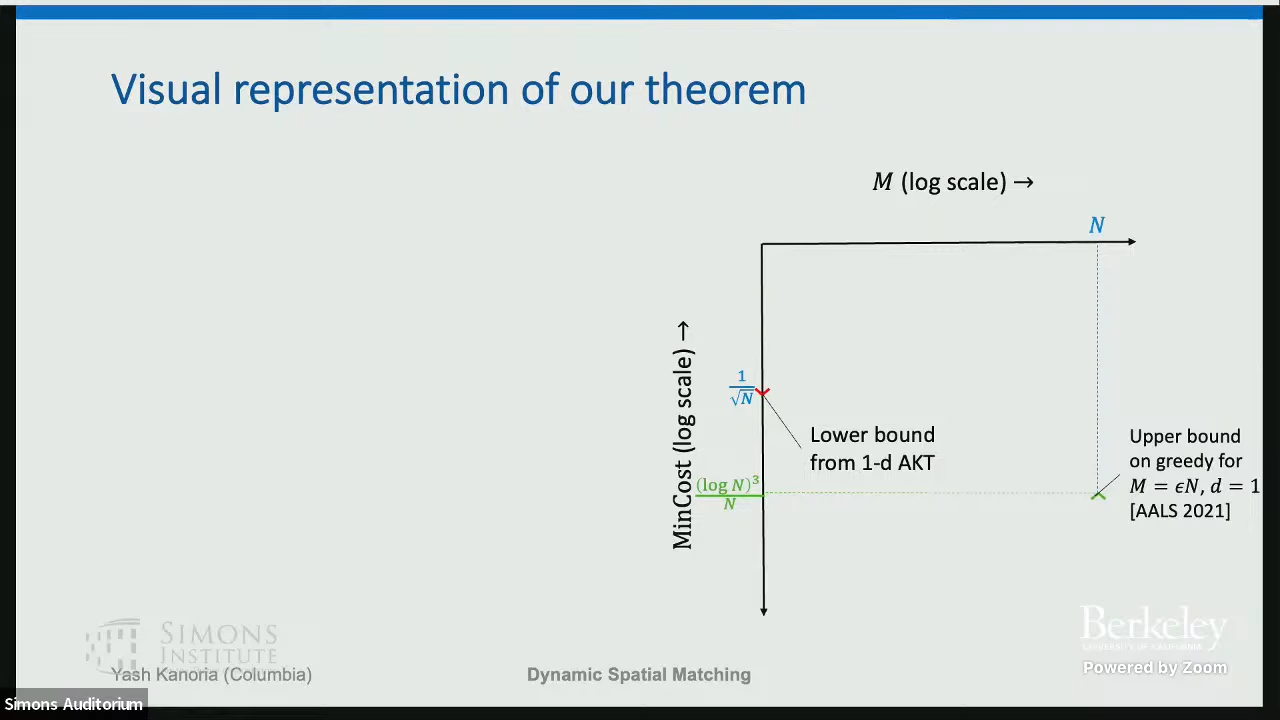 Visual representation of our theorem
M (log scale) →
N
MinCost (log scale) →
1/√N
Lower bound
from 1-d AKT
(log N)³/N
Upper bound
on greedy for
M = ϵN, d = 1
[AALS 2021]
SIMONS
INSTITUTE
Yash Kanoria (Columbia)
Dynamic Spatial Matching
Berkeley
UNIVERSITY OF CALIFORNIA
Powered by Zoom
Simons Auditorium